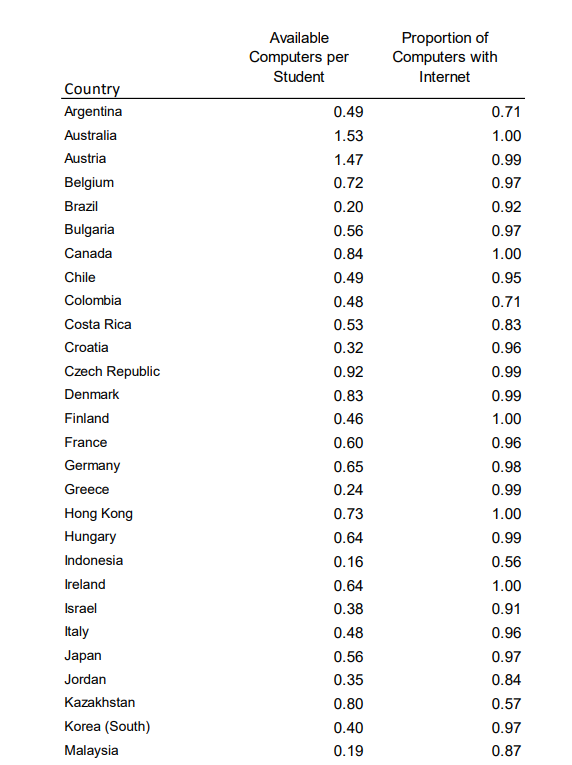 Available Computers per Student Proportion of Computers with Internet
Country
Argentina 0.49 0.71
Australia 1.53 1.00
Austria 1.47 0.99
Belgium 0.72 0.97
Brazil 0.20 0.92
Bulgaria 0.56 0.97
Canada 0.84 1.00
Chile 0.49 0.95
Colombia 0.48 0.71
Costa Rica 0.53 0.83
Croatia 0.32 0.96
Czech Republic 0.92 0.99
Denmark 0.83 0.99
Finland 0.46 1.00
France 0.60 0.96
Germany 0.65 0.98
Greece 0.24 0.99
Hong Kong 0.73 1.00
Hungary 0.64 0.99
Indonesia 0.16 0.56
Ireland 0.64 1.00
Israel 0.38 0.91
Italy 0.48 0.96
Japan 0.56 0.97
Jordan 0.35 0.84
Kazakhstan 0.80 0.57
Korea (South) 0.40 0.97
Malaysia 0.19 0.87